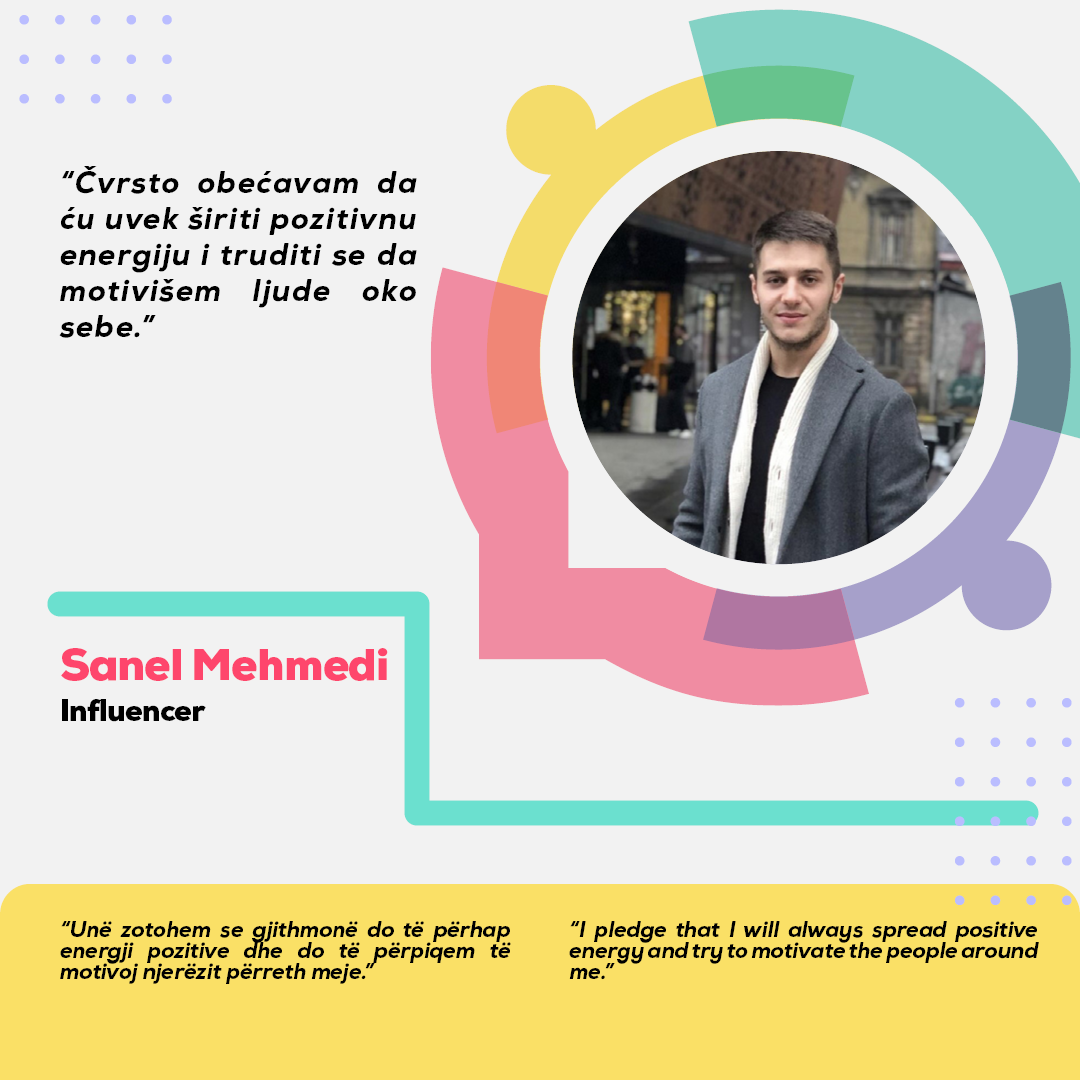 “Čvrsto obećavam da
ću uvek širiti pozitivnu
energiju i truditi se da
motivišem ljude oko
sebe.”
Sanel Mehmedi
Influencer
“Unë zotohem se gjithmonë do të përhap
energji pozitive dhe do të përpiqem të
motivoj njerëzit përreth meje.”
“I pledge that I will always spread positive
energy and try to motivate the people around
me.”